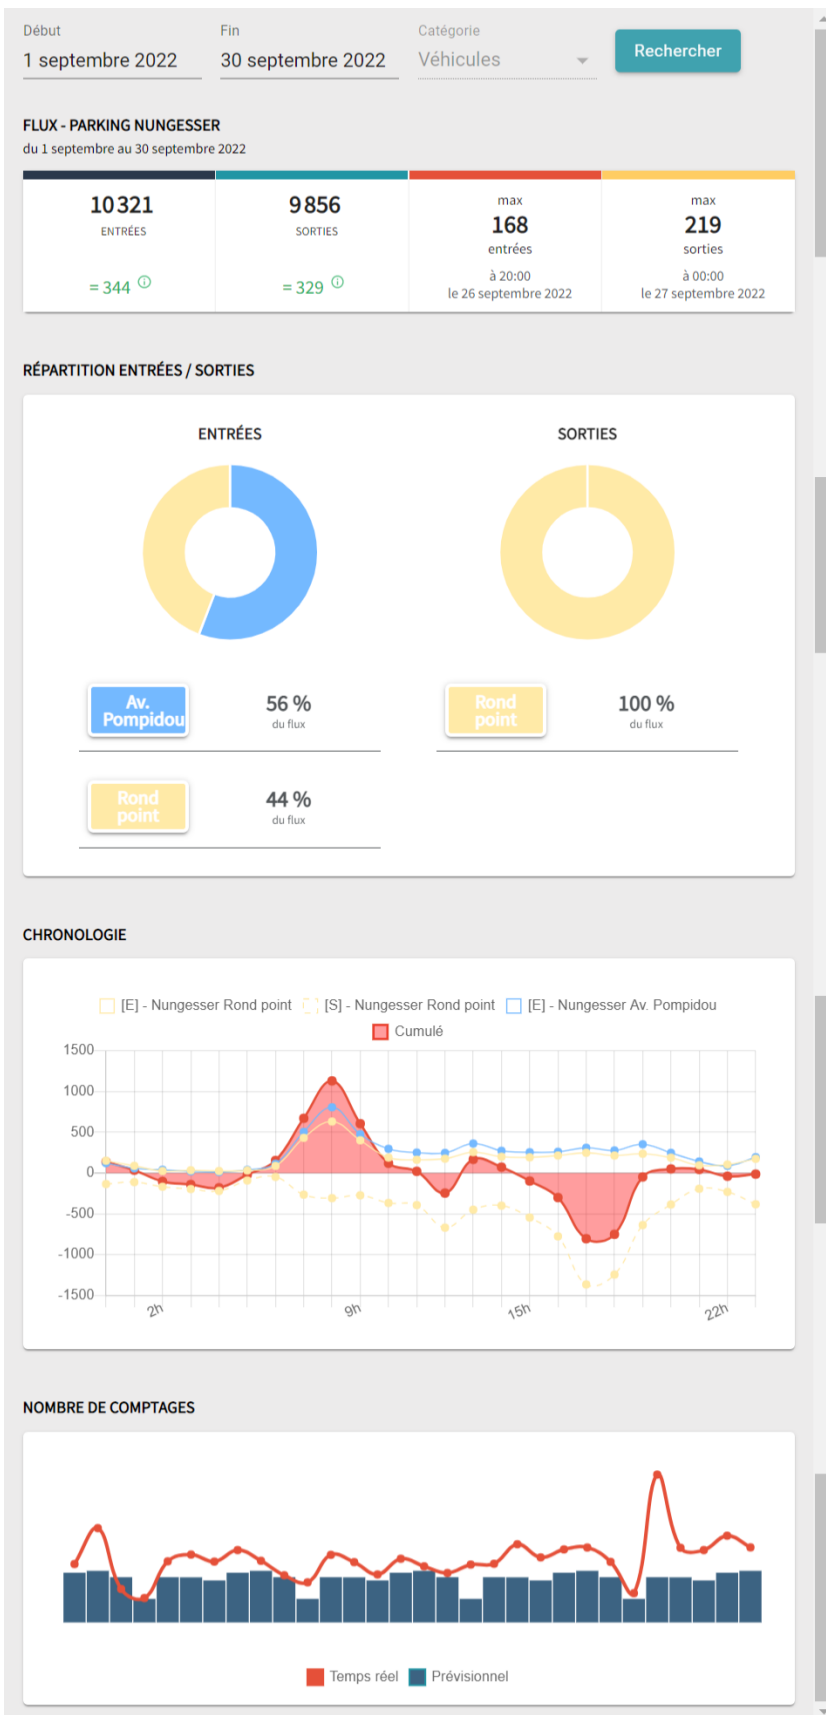 Début Fin Catégorie
1 septembre 2022 30 septembre 2022 Véhicules Rechercher
FLUX - PARKING NUNGESSER
du 1 septembre au 30 septembre 2022
10 321
ENTRÉES
= 344
9 856
SORTIES
= 329
max
168
entrées
à 20:00
le 26 septembre 2022
max
219
sorties
à 00:00
le 27 septembre 2022
RÉPARTITION ENTRÉES / SORTIES
ENTRÉES
Av.
Pompidou
56 %
du flux
Rond
point
44 %
du flux
SORTIES
Rond
point
100 %
du flux
CHRONOLOGIE
[E] - Nungesser Rond point [S] - Nungesser Rond point [E] - Nungesser Av. Pompidou
Cumulé
1500
1000
500
0
-500
-1000
-1500
2h 9h 15h 22h
NOMBRE DE COMPTAGES
Temps réel Prévisionnel